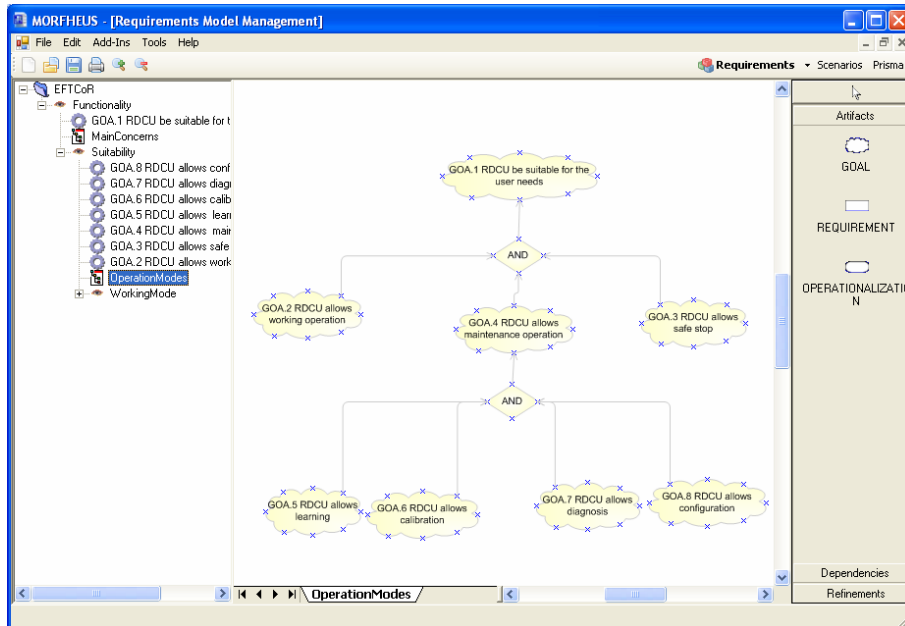 MORFHEUS - [Requirements Model Management]
File Edit Add-Ins Tools Help
Requirements Scenarios Prisma
EFTCoR
Functionality
GOA.1 RDCU be suitable for t
MainConcerns
Suitability
GOA.8 RDCU allows conf
GOA.7 RDCU allows diagi
GOA.6 RDCU allows calib
GOA.5 RDCU allows lear
GOA.4 RDCU allows mai
GOA.3 RDCU allows safe
GOA.2 RDCU allows work
OperationModes
WorkingMode
GOA.1 RDCU be suitable for the
user needs
AND
GOA.2 RDCU allows
working operation
GOA.4 RDCU allows
maintenance operation
GOA.3 RDCU allows
safe stop
AND
GOA.5 RDCU allows
learning
GOA.6 RDCU allows
calibration
GOA.7 RDCU allows
diagnosis
GOA.8 RDCU allows
configuration
OperationModes
Artifacts
GOAL
REQUIREMENT
OPERATIONALIZATIO
N
Dependencies
Refinements